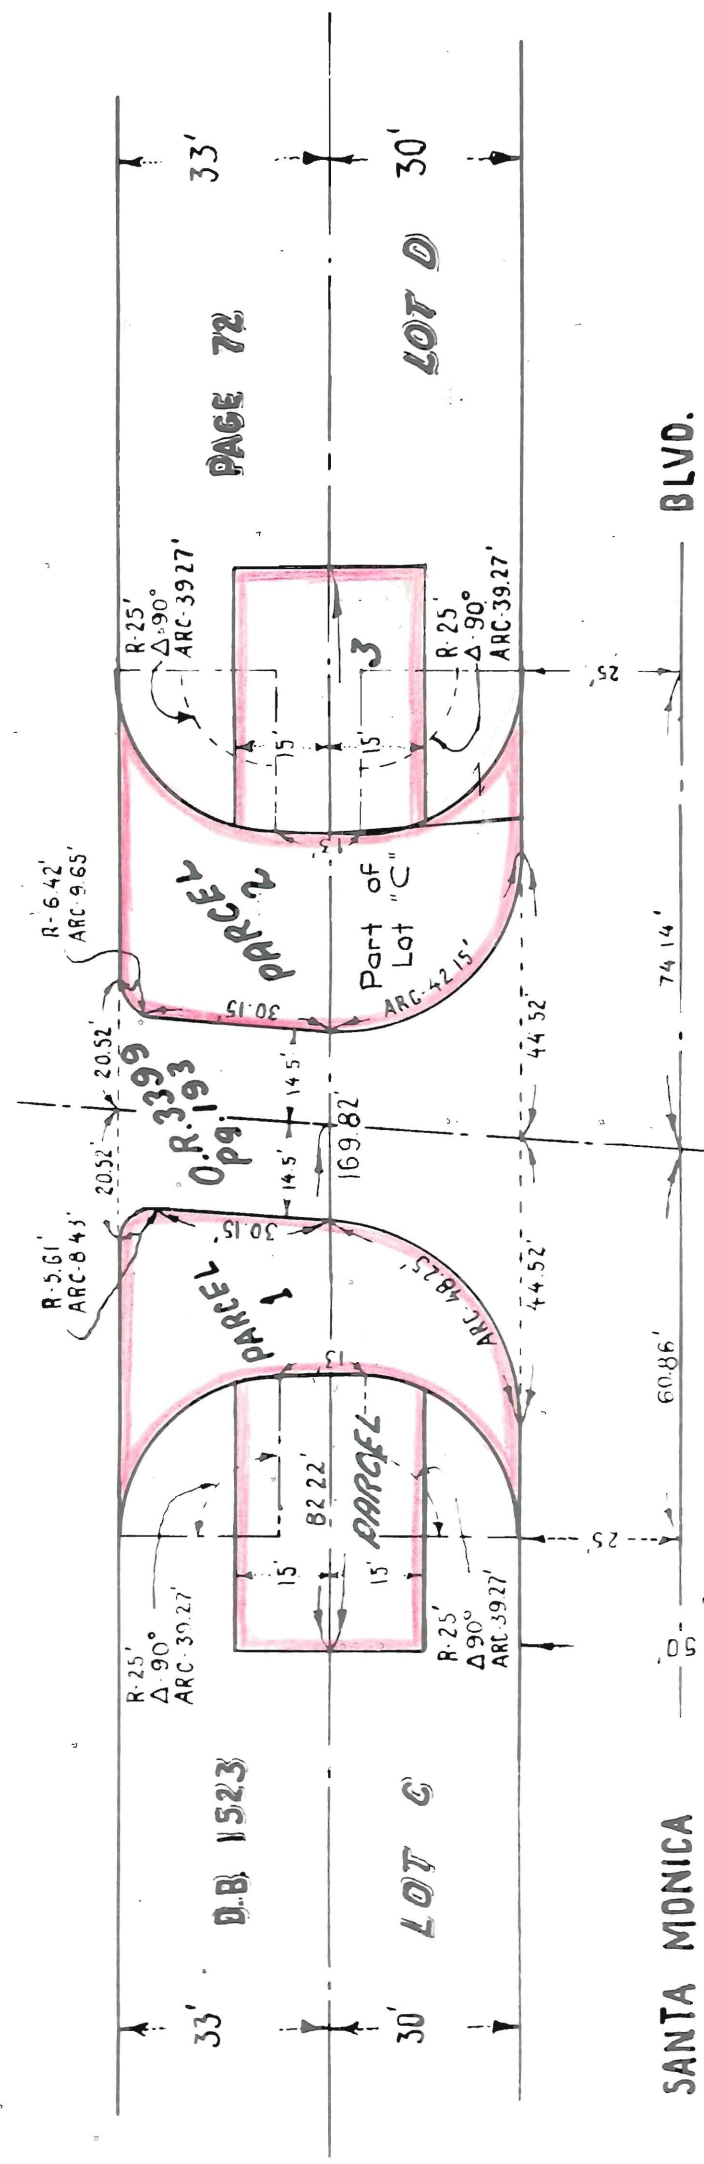 33'
30'
D.B. 1523
LOT C
PAGE 72
LOT D
R-25'
Δ-90°
ARC-39.27'
R-25'
Δ 90°
ARC-39.27'
15'
15'
82 22'
PARCEL
13'
PARCEL
1
R-5.61'
ARC-8.43'
30.15'
ARC-48.25'
20.52'
20.52'
O.R. 3399
pg. 193
14.5'
14.5'
169.82'
44.52'
44.52'
R-6.42'
ARC-9.65'
30.15'
PARCEL
2
Part of
Lot "C"
ARC-42 15'
13'
R-25'
Δ-90°
ARC-39 27'
15'
15'
3
R-25'
Δ-90°
ARC-39.27'
33'
30'
25'
25'
50'
60.86'
74 14'
SANTA MONICA BLVD.